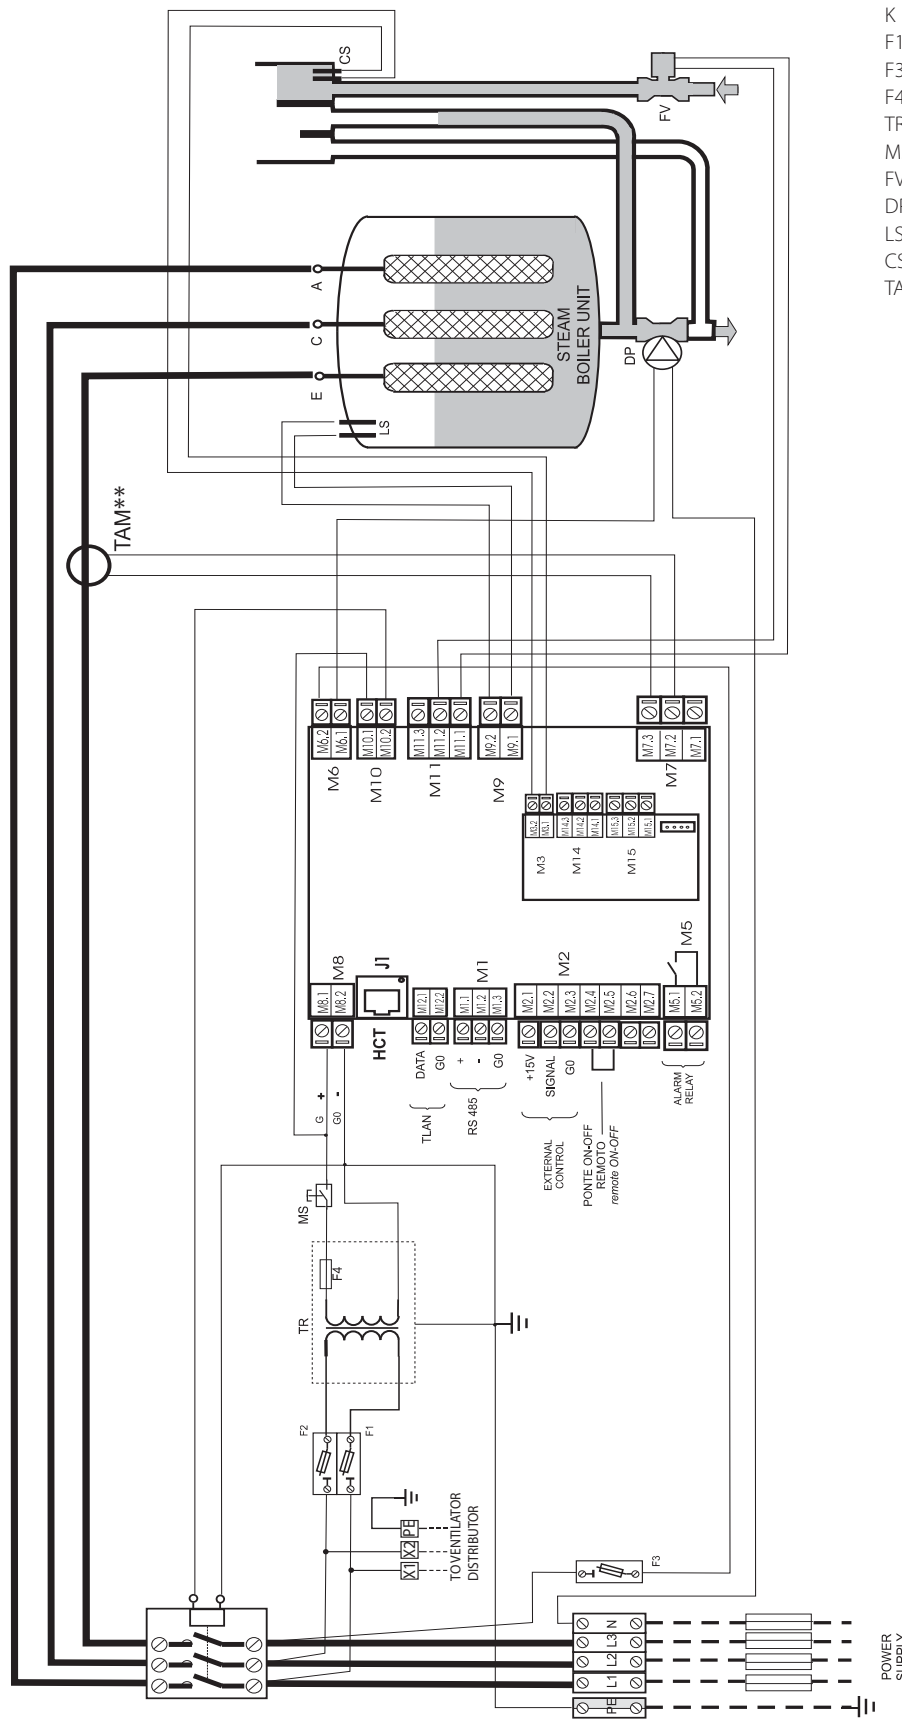 K
F1
F3
F4
TR
M
FV
DP
LS
CS
TA
CS
FV
A
C
E
STEAM
BOILER UNIT
DP
LS
TAM**
M6.2
M6.1
M10.1
M10.2
M11.3
M11.2
M11.1
M9.2
M9.1
M7.3
M7.2
M7.1
M6
M10
M11
M9
M7
M3.2
M3.1
M14.3
M14.2
M14.1
M15.3
M15.2
M15.1
M3
M14
M15
M8
J1
M1
M2
M5
M8.1
M8.2
M12.1
M12.2
M1.1
M1.2
M1.3
M2.1
M2.2
M2.3
M2.4
M2.5
M2.6
M2.7
M5.1
M5.2
HCT
DATA
G0
TLAN
+
-
G0
RS 485
+15V
SIGNAL
G0
EXTERNAL
CONTROL
PONTE ON-OFF
REMOTO
remote ON-OFF
ALARM
RELAY
G +
G0 -
MS
F4
TR
F2
F1
PE
X2
X1
TO VENTILATOR
DISTRIBUTOR
F3
N
L3
L2
L1
PE
POWER
SUPPLY